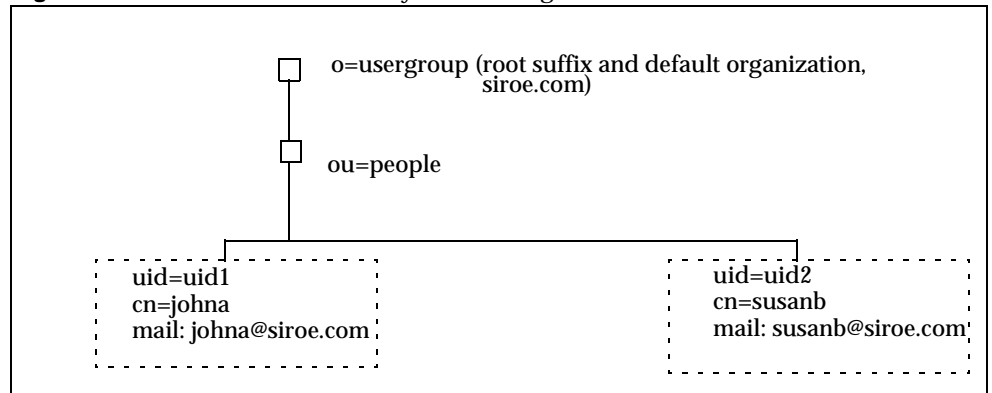 o=usergroup (root suffix and default organization,
siroe.com)
ou=people
uid=uid1
cn=johna
mail: johna@siroe.com
uid=uid2
cn=susanb
mail: susanb@siroe.com